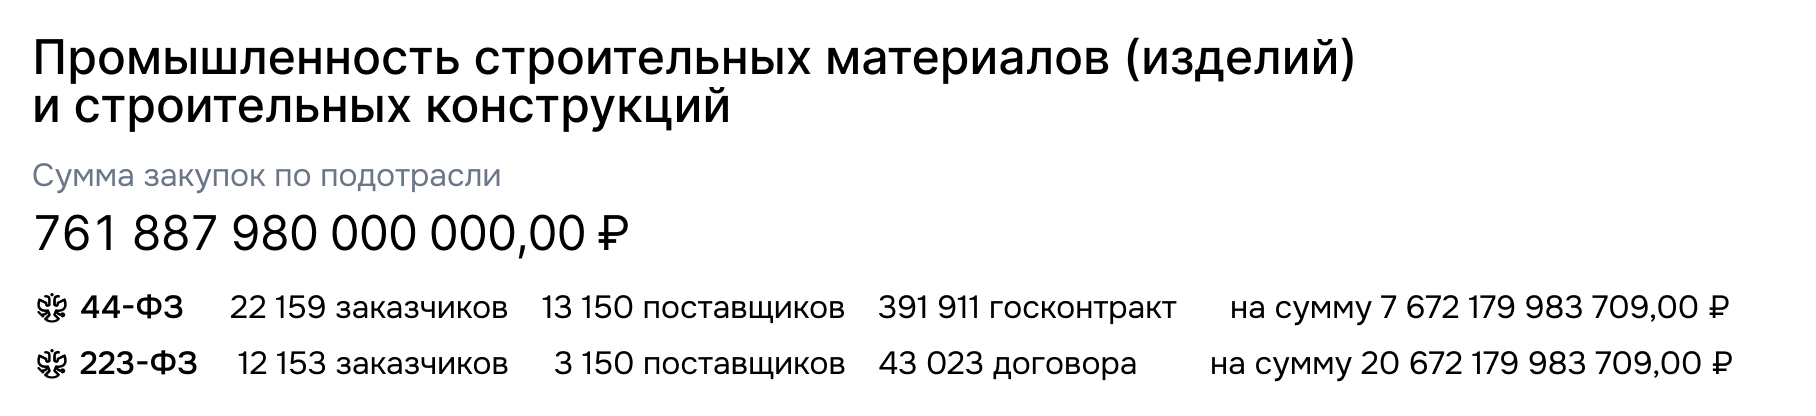 Промышленность строительных материалов (изделий)
и строительных конструкций
Сумма закупок по подотрасли
761 887 980 000 000,00 ₽
44-ФЗ 22 159 заказчиков 13 150 поставщиков 391 911 госконтракт на сумму 7 672 179 983 709,00 ₽
223-ФЗ 12 153 заказчиков 3 150 поставщиков 43 023 договора на сумму 20 672 179 983 709,00 ₽